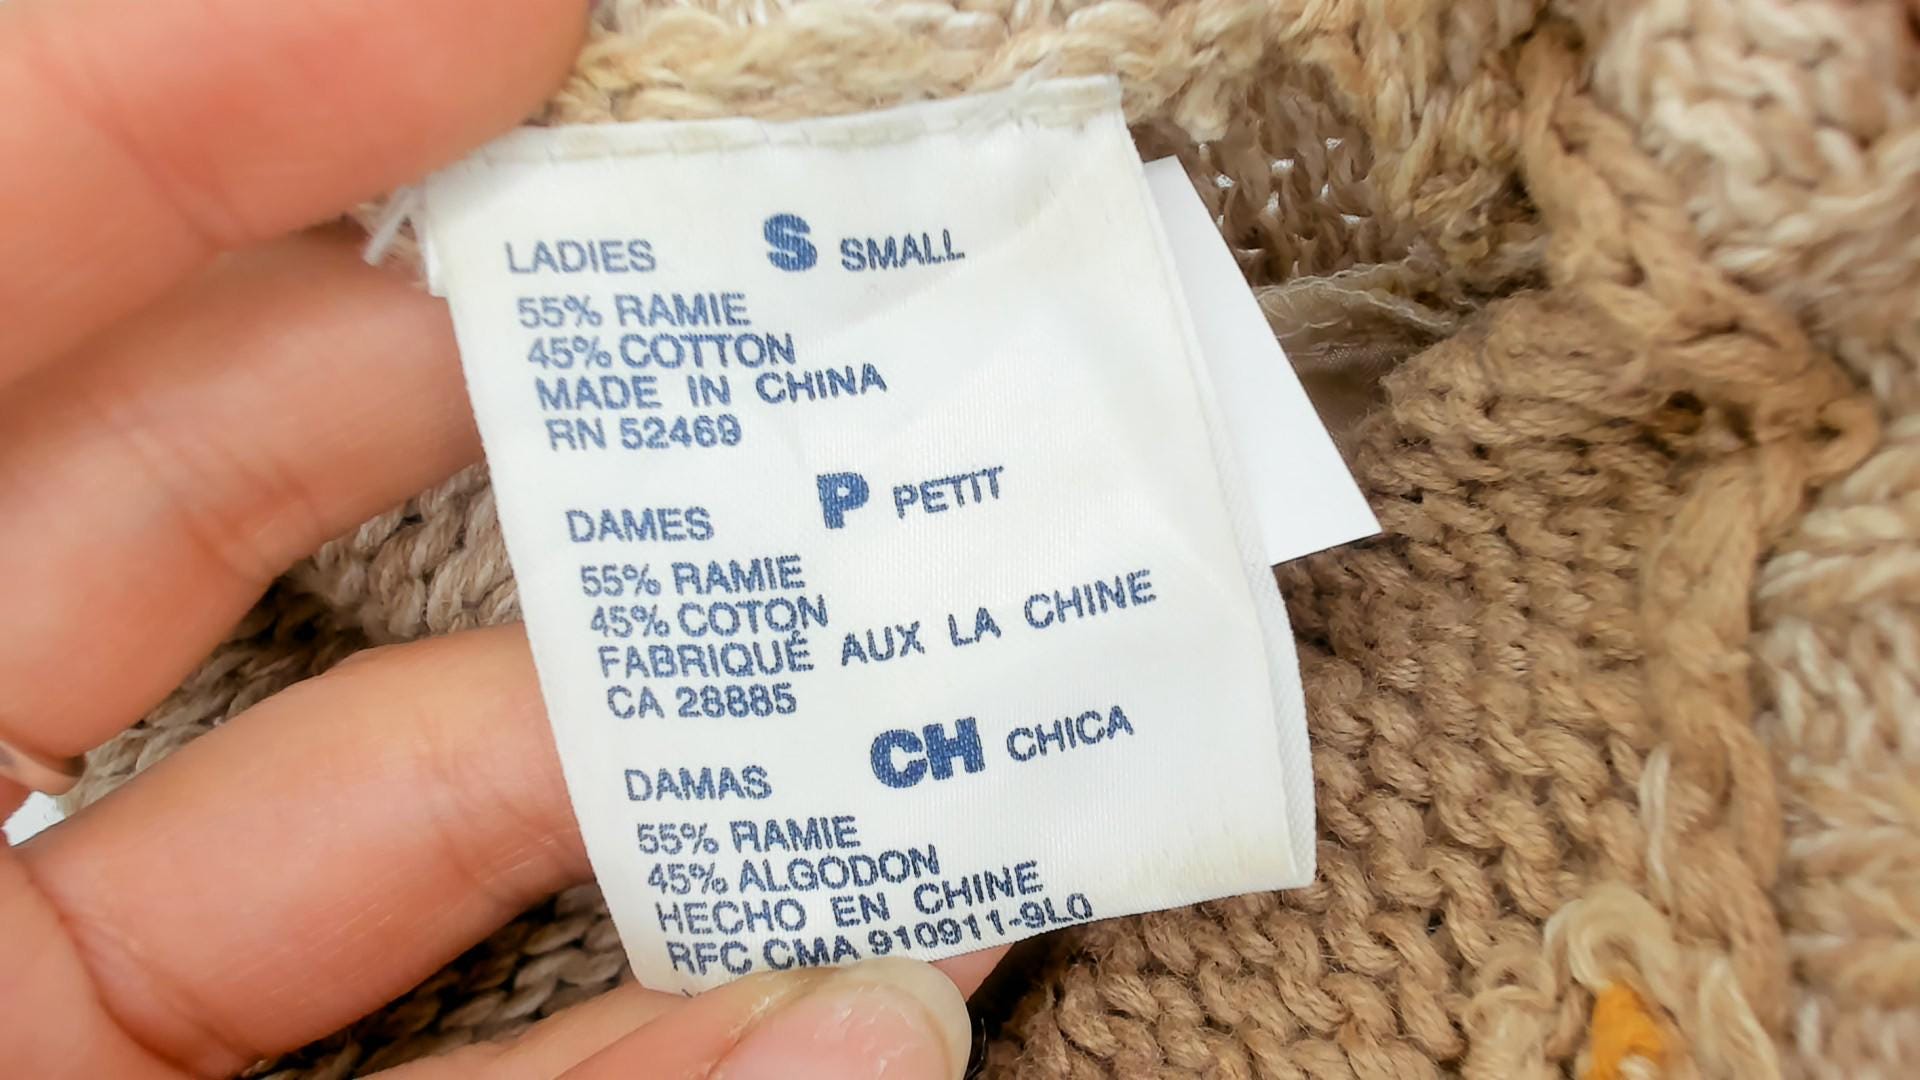 LADIES S SMALL
55% RAMIE
45% COTTON
MADE IN CHINA
RN 52469
DAMES P PETIT
55% RAMIE
45% COTON
FABRIQUÉ AUX LA CHINE
CA 28885
DAMAS CH CHICA
55% RAMIE
45% ALGODON
HECHO EN CHINE
RFC CMA 910911-9L0